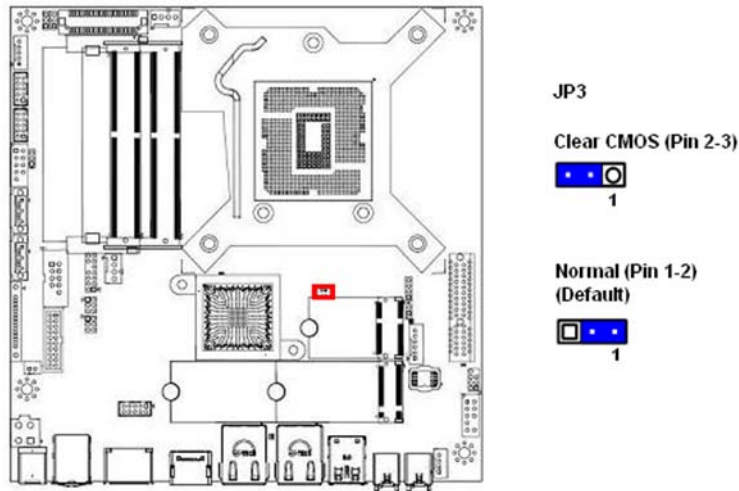 JP3
Clear CMOS (Pin 2-3)
1
Normal (Pin 1-2)
(Default)
1